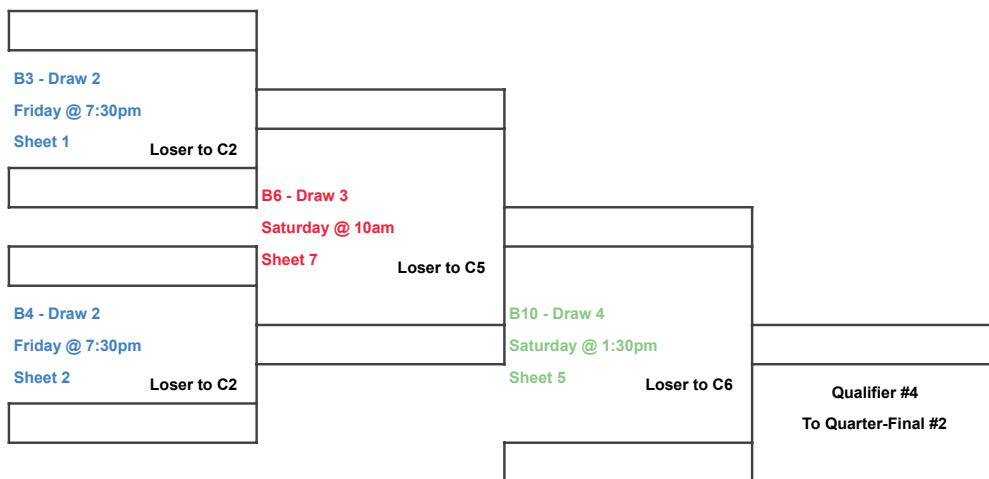 B3 - Draw 2
Friday @ 7:30pm
Sheet 1
Loser to C2
B6 - Draw 3
Saturday @ 10am
Sheet 7
Loser to C5
B4 - Draw 2
Friday @ 7:30pm
Sheet 2
Loser to C2
B10 - Draw 4
Saturday @ 1:30pm
Sheet 5
Loser to C6
Qualifier #4
To Quarter-Final #2